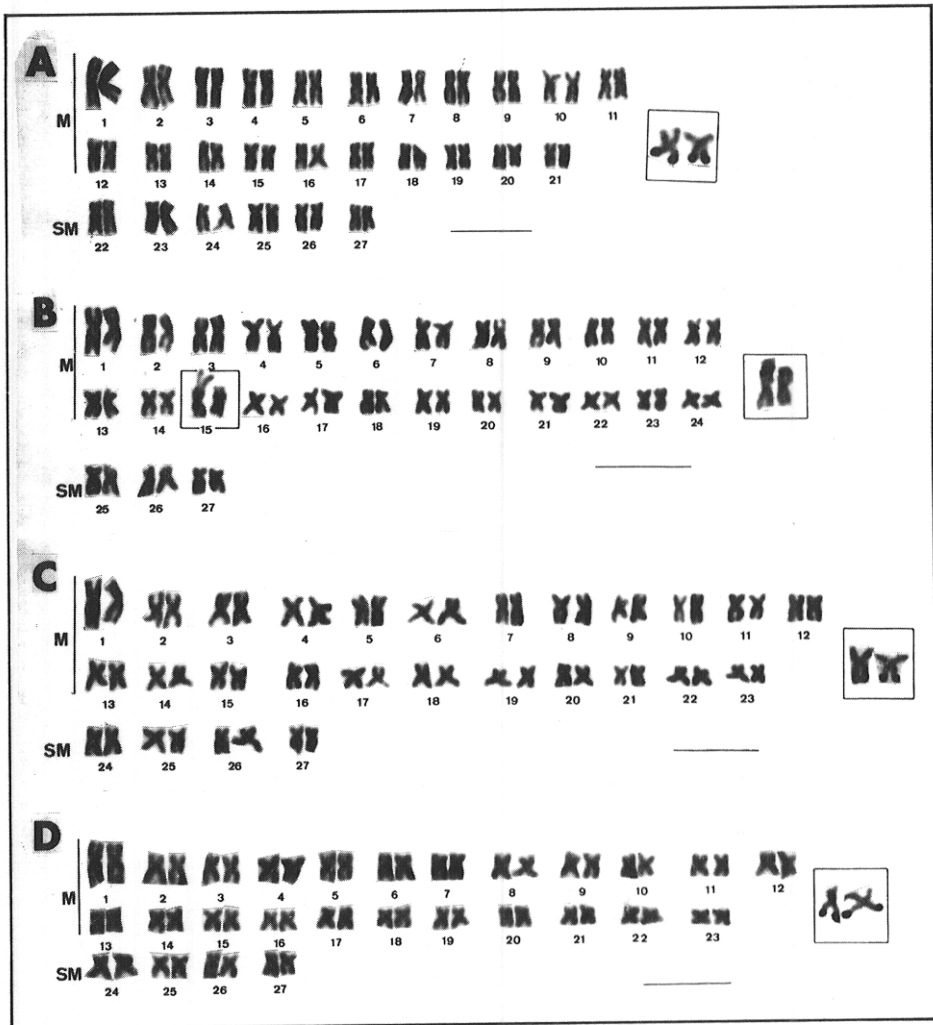 A
M
1 2 3 4 5 6 7 8 9 10 11
12 13 14 15 16 17 18 19 20 21
SM
22 23 24 25 26 27
B
M
1 2 3 4 5 6 7 8 9 10 11 12
13 14 15 16 17 18 19 20 21 22 23 24
SM
25 26 27
C
M
1 2 3 4 5 6 7 8 9 10 11 12
13 14 15 16 17 18 19 20 21 22 23
SM
24 25 26 27
D
M
1 2 3 4 5 6 7 8 9 10 11 12
13 14 15 16 17 18 19 20 21 22 23
SM
24 25 26 27